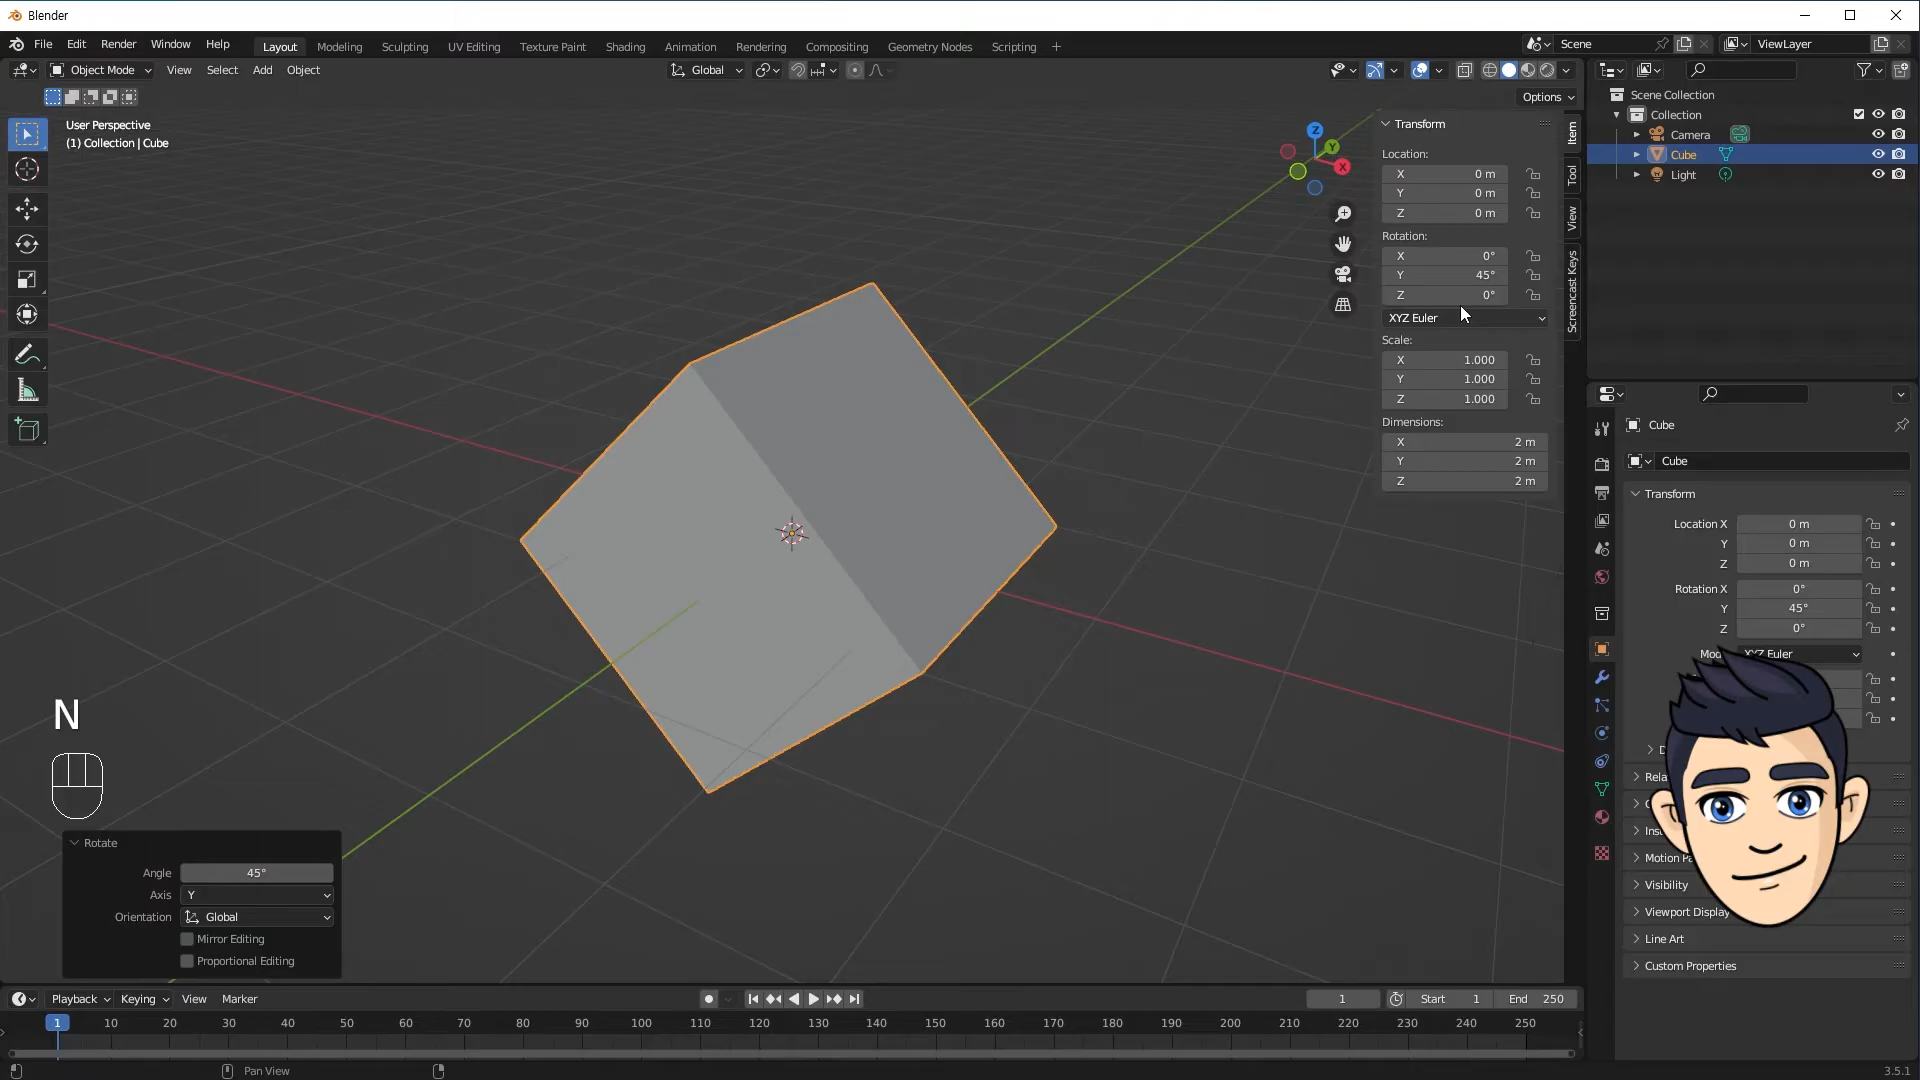 Blender
File Edit Render Window Help Layout Modeling Sculpting UV Editing Texture Paint Shading Animation Rendering Compositing Geometry Nodes Scripting + Scene ViewLayer
Object Mode View Select Add Object Global
Options
User Perspective
(1) Collection | Cube
Z
Y
X
Transform
Location:
X 0 m
Y 0 m
Z 0 m
Rotation:
X 0°
Y 45°
Z 0°
XYZ Euler
Scale:
X 1.000
Y 1.000
Z 1.000
Dimensions:
X 2 m
Y 2 m
Z 2 m
Item
Tool
View
Screencast Keys
Scene Collection
Collection
Camera
Cube
Light
Cube
Cube
Transform
Location X 0 m
Y 0 m
Z 0 m
Rotation X 0°
Y 45°
Z 0°
XYZ Euler
Motion
Visibility
Viewport Display
Line Art
Custom Properties
N
Rotate
Angle 45°
Axis Y
Orientation Global
Mirror Editing
Proportional Editing
Playback Keying View Marker 1 Start 1 End 250
1 10 20 30 40 50 60 70 80 90 100 110 120 130 140 150 160 170 180 190 200 210 220 230 240 250
Pan View 3.5.1